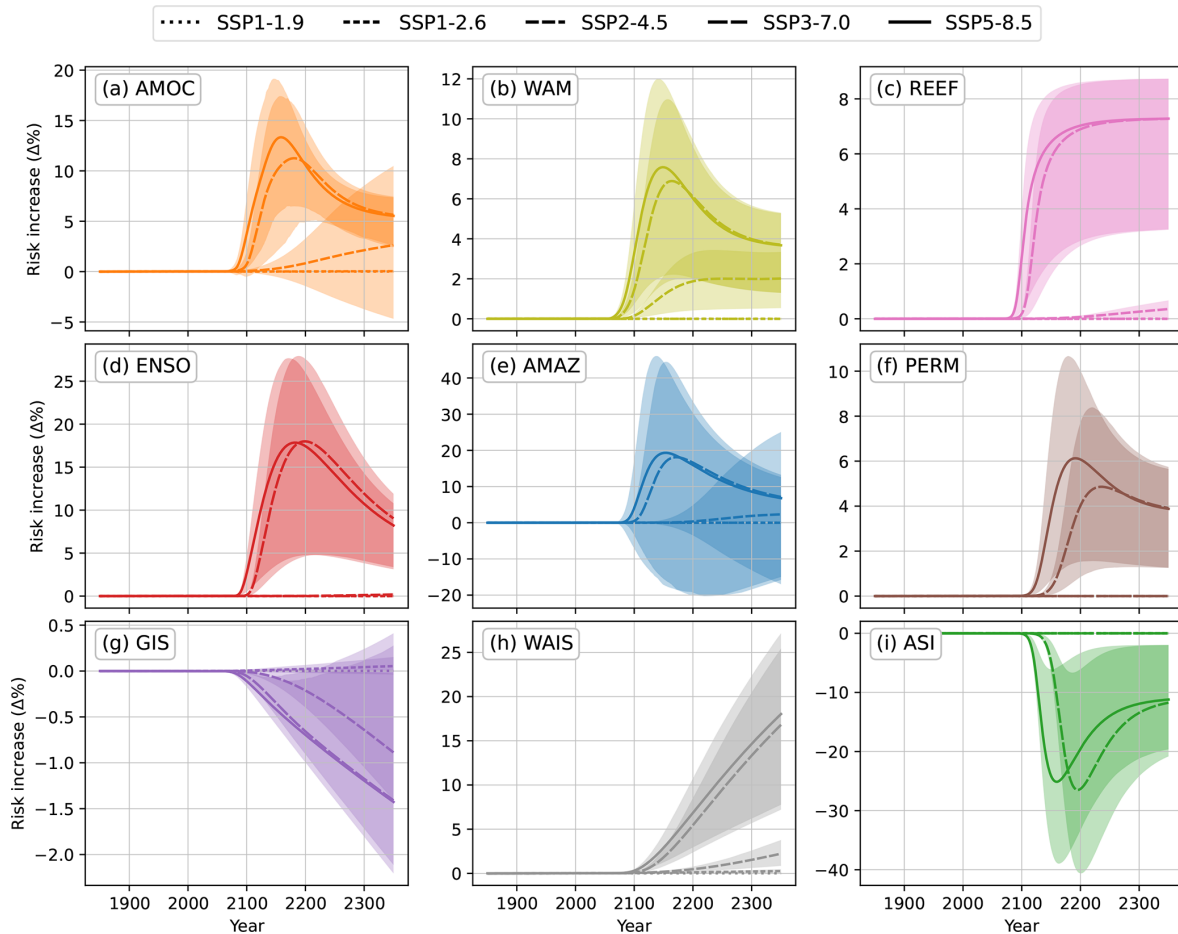 SSP1-1.9 SSP1-2.6 SSP2-4.5 SSP3-7.0 SSP5-8.5
(a) AMOC
Risk increase (Δ%)
20
15
10
5
0
−5
(b) WAM
12
10
8
6
4
2
0
(c) REEF
8
6
4
2
0
(d) ENSO
Risk increase (Δ%)
25
20
15
10
5
0
(e) AMAZ
40
30
20
10
0
−10
−20
(f) PERM
10
8
6
4
2
0
(g) GIS
Risk increase (Δ%)
0.5
0.0
−0.5
−1.0
−1.5
−2.0
1900 2000 2100 2200 2300
Year
(h) WAIS
25
20
15
10
5
0
1900 2000 2100 2200 2300
Year
(i) ASI
0
−10
−20
−30
−40
1900 2000 2100 2200 2300
Year